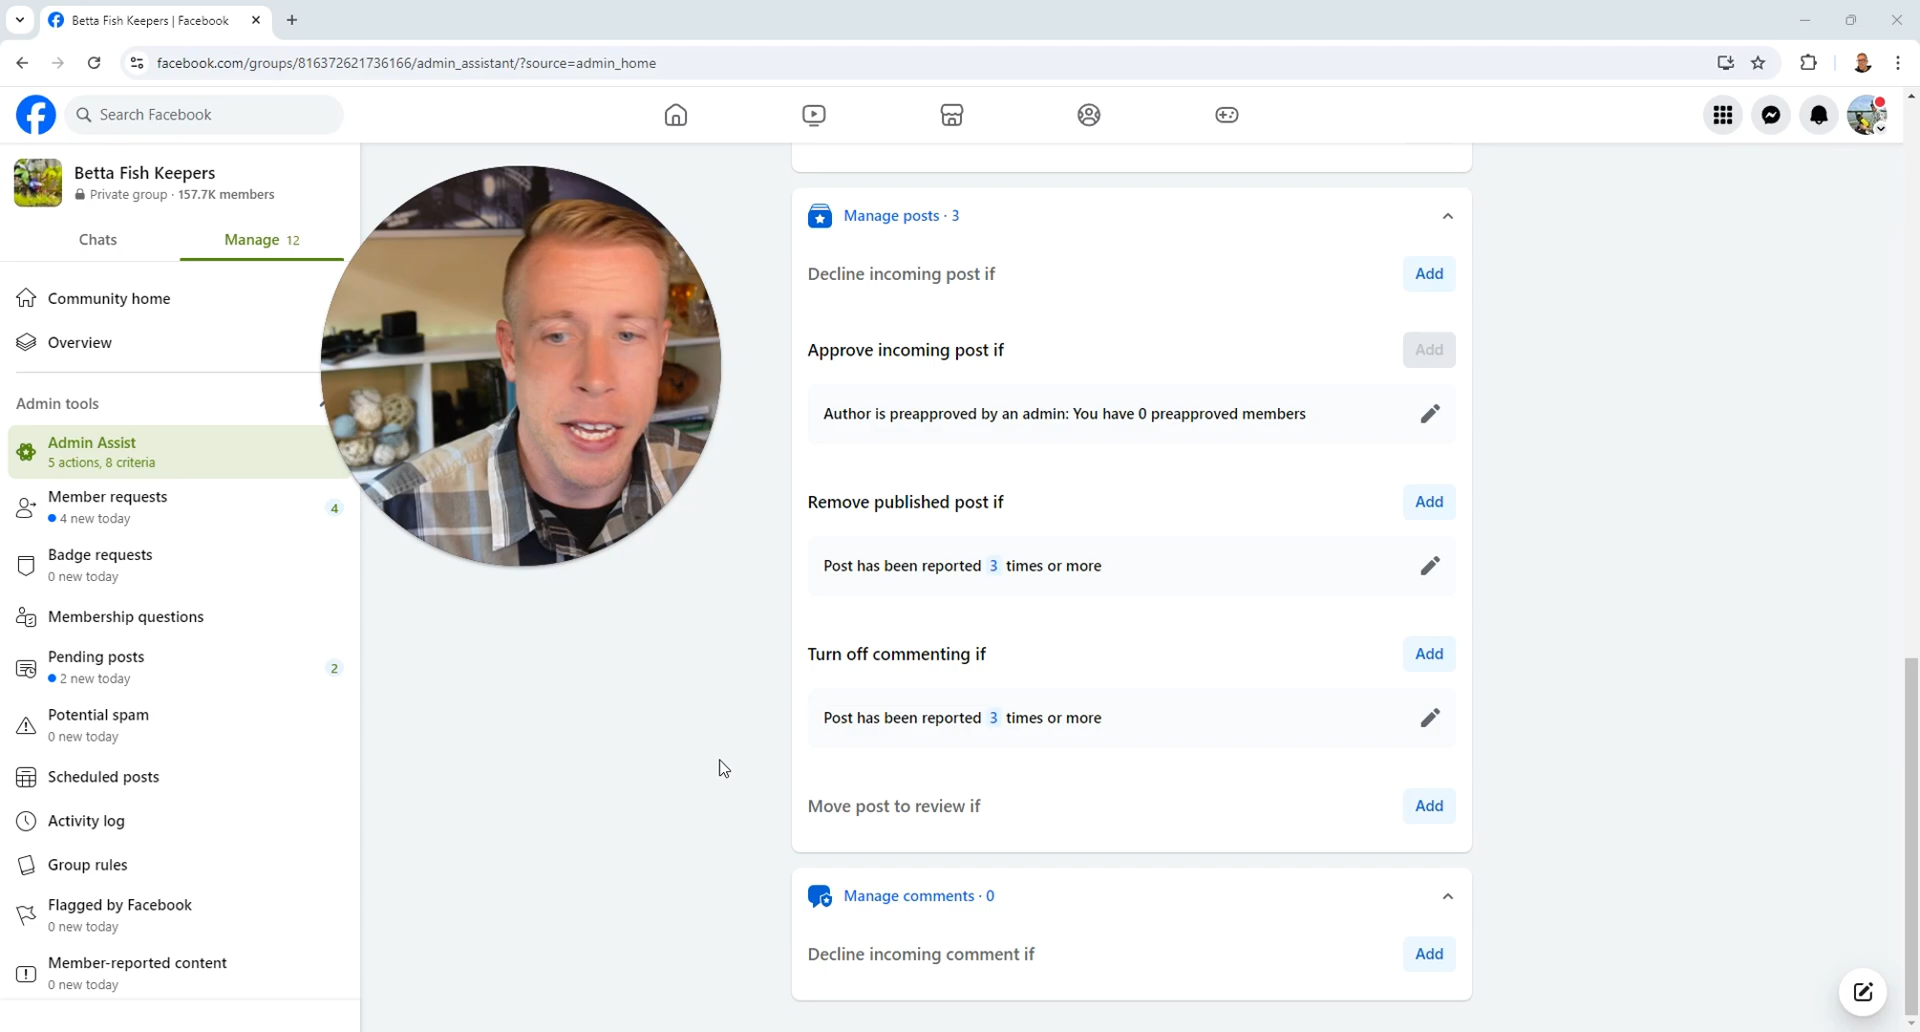 Betta Fish Keepers | Facebook
facebook.com/groups/816372621736166/admin_assistant/?source=admin_home
Search Facebook
Betta Fish Keepers
Private group · 157.7K members
Chats
Manage 12
Community home
Overview
Admin tools
Admin Assist
5 actions, 8 criteria
Member requests
4 new today
4
Badge requests
0 new today
Membership questions
Pending posts
2 new today
2
Potential spam
0 new today
Scheduled posts
Activity log
Group rules
Flagged by Facebook
0 new today
Member-reported content
0 new today
Manage posts · 3
Decline incoming post if
Add
Approve incoming post if
Add
Author is preapproved by an admin: You have 0 preapproved members
Remove published post if
Add
Post has been reported 3 times or more
Turn off commenting if
Add
Post has been reported 3 times or more
Move post to review if
Add
Manage comments · 0
Decline incoming comment if
Add